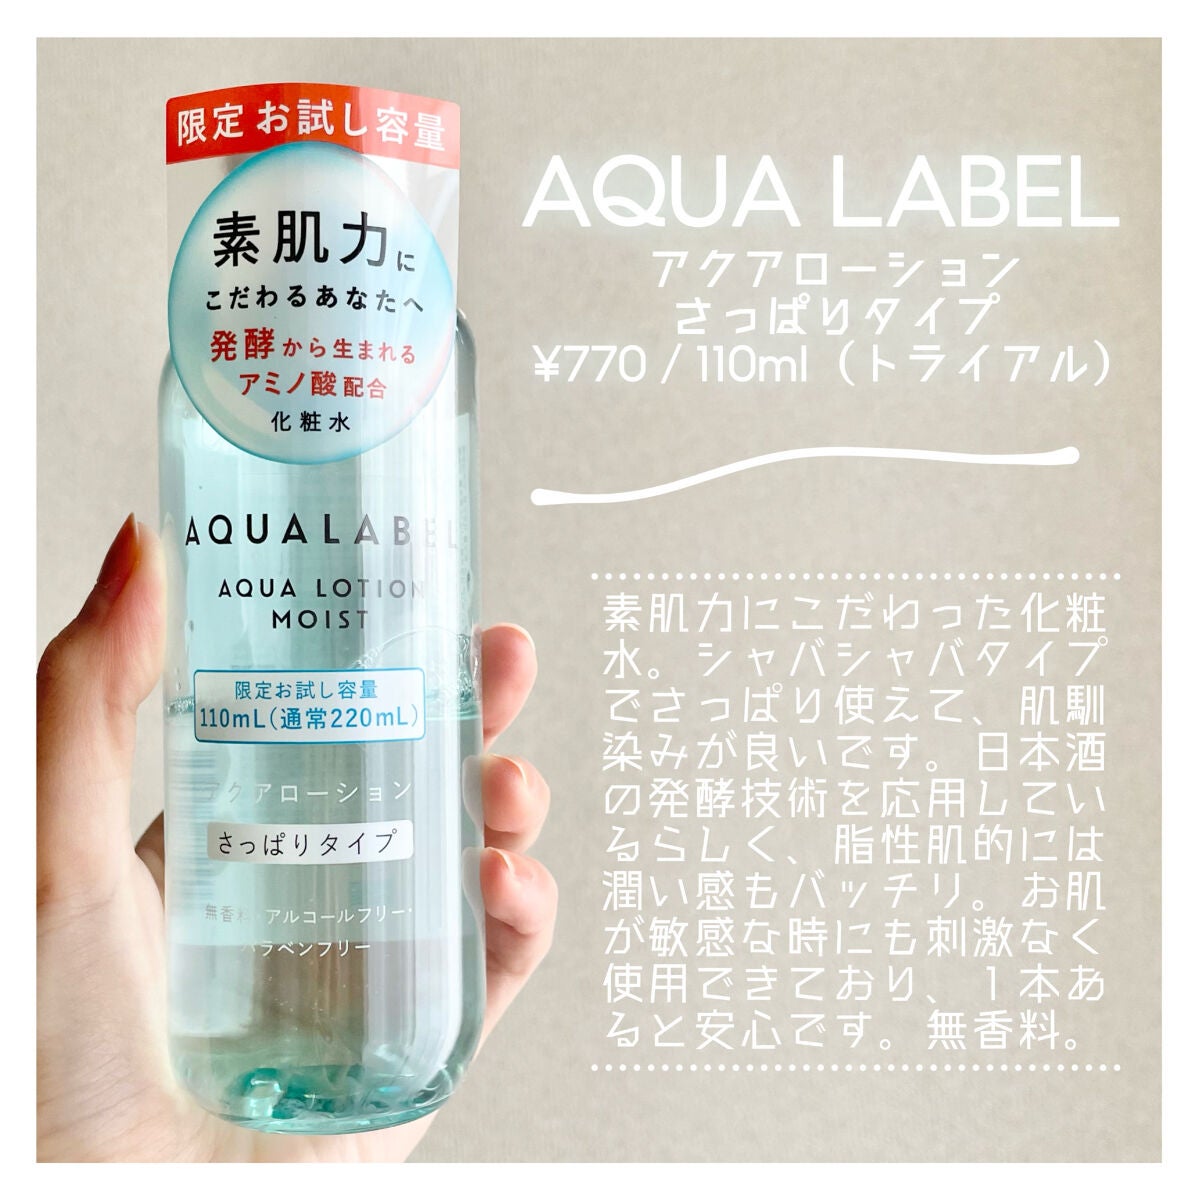 限定お試し容量
素肌力に
こだわるあなたへ
発酵から生まれる
アミノ酸配合
化粧水
AQUALABEL
AQUA LOTION
MOIST
限定お試し容量
110mL(通常220mL)
アクアローション
さっぱりタイプ
無香料・アルコールフリー・
パラベンフリー
AQUA LABEL
アクアローション
さっぱりタイプ
¥770 / 110ml（トライアル）
素肌力にこだわった化粧
水。シャバシャバタイプ
でさっぱり使えて、肌馴
染みが良いです。日本酒
の発酵技術を応用してい
るらしく、脂性肌的には
潤い感もバッチリ。お肌
が敏感な時にも刺激なく
使用できており、1本あ
ると安心です。無香料。